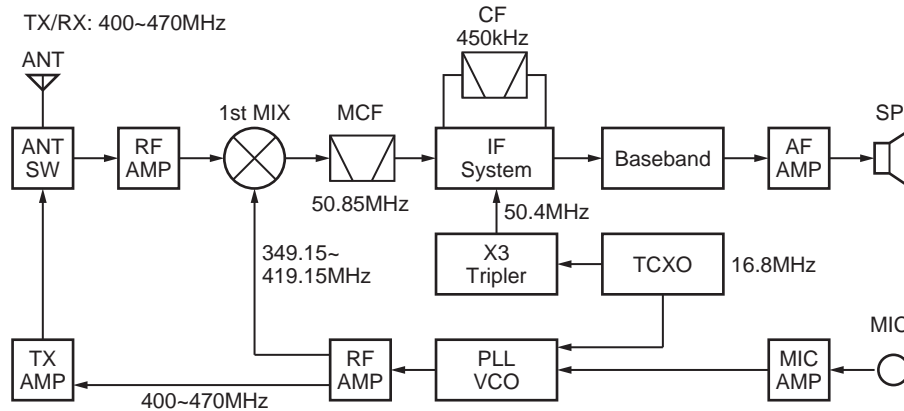 TX/RX: 400~470MHz
ANT
CF
450kHz
1st MIX
MCF
SP
ANT
SW
RF
AMP
IF
System
Baseband
AF
AMP
50.85MHz
50.4MHz
349.15~
419.15MHz
X3
Tripler
TCXO
16.8MHz
MIC
TX
AMP
RF
AMP
PLL
VCO
MIC
AMP
400~470MHz